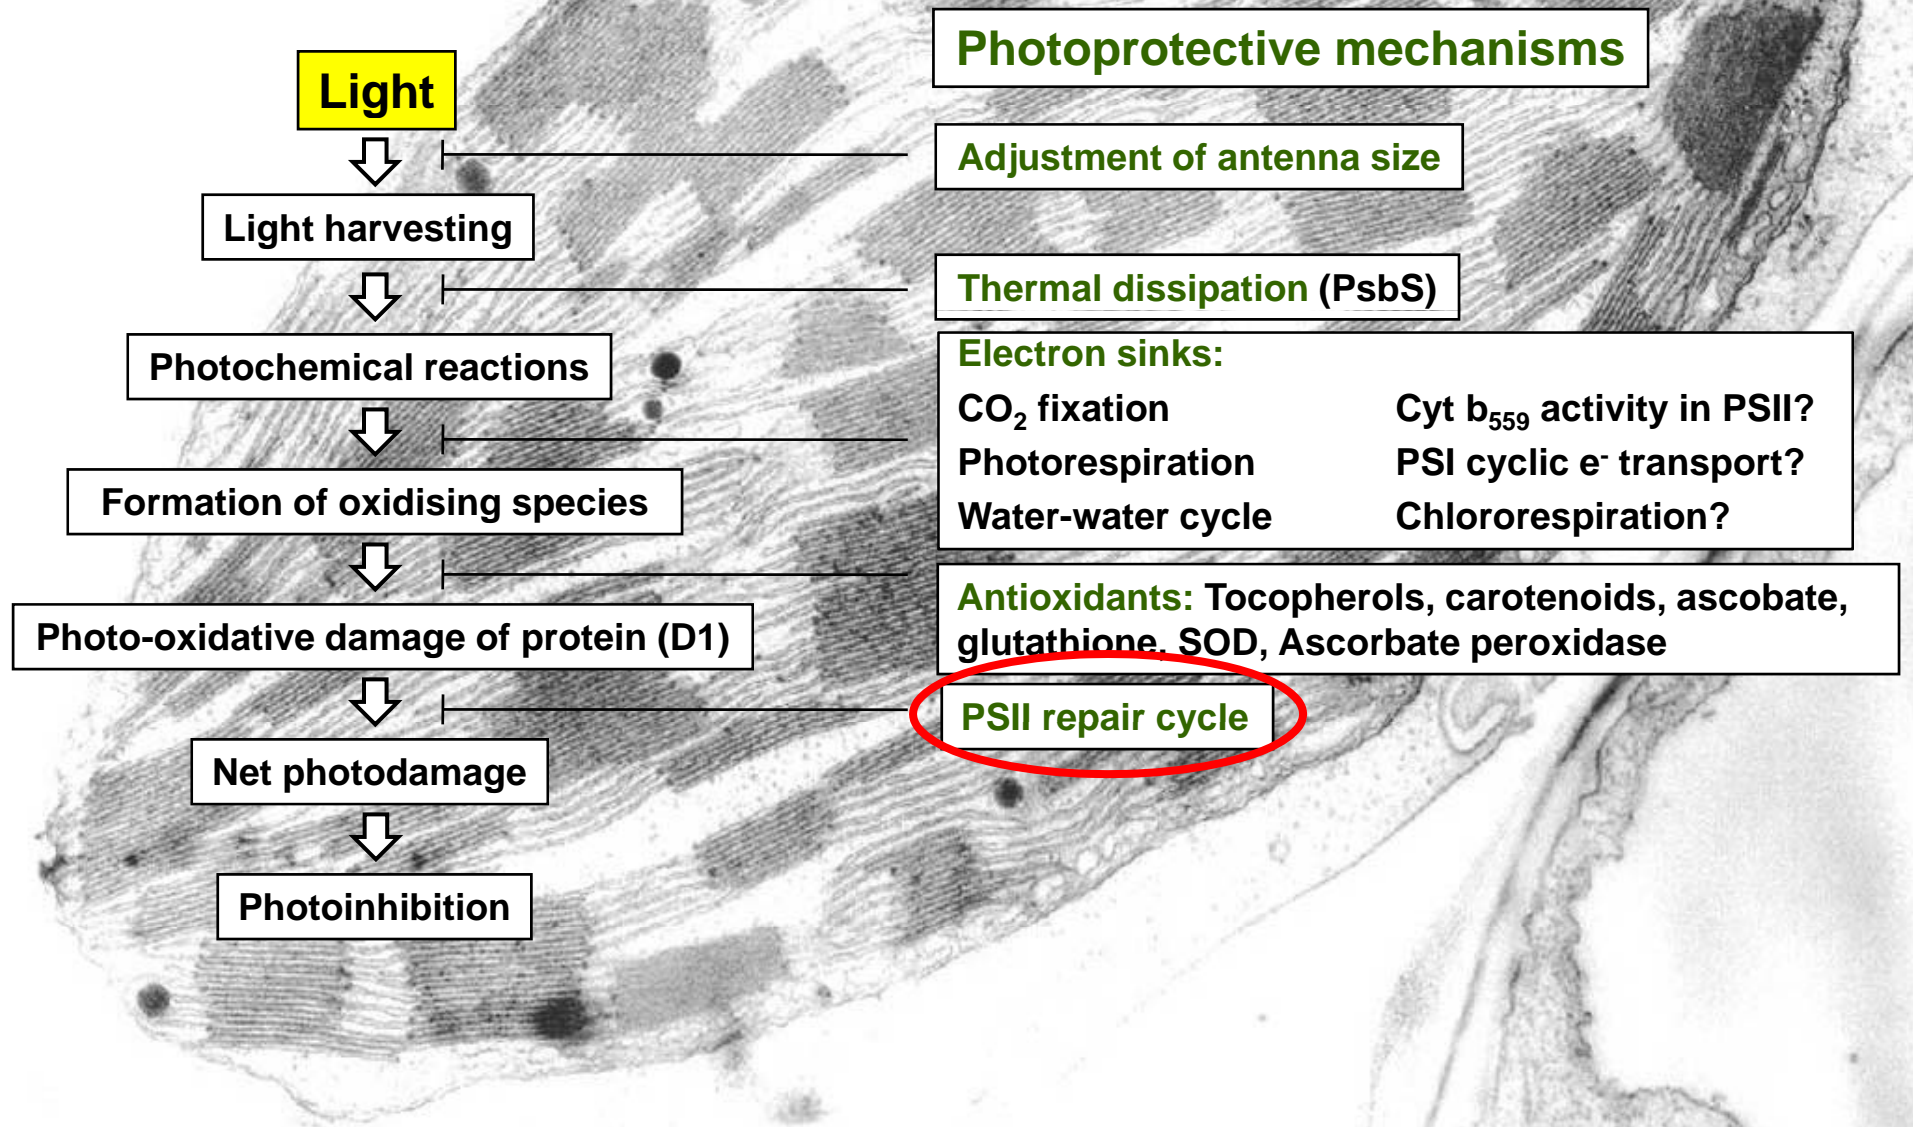 Photoprotective mechanisms
Light
Adjustment of antenna size
Light harvesting
Thermal dissipation (PsbS)
Photochemical reactions
Electron sinks:
CO₂ fixation
Cyt b₅₅₉ activity in PSII?
Photorespiration
PSI cyclic e⁻ transport?
Water-water cycle
Chlororespiration?
Formation of oxidising species
Antioxidants: Tocopherols, carotenoids, ascobate,
glutathione, SOD, Ascorbate peroxidase
Photo-oxidative damage of protein (D1)
PSII repair cycle
Net photodamage
Photoinhibition